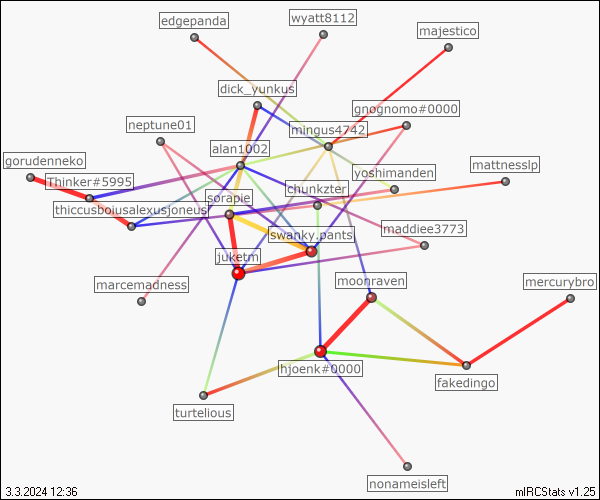 wyatt8112
edgepanda
majestico
dick_yunkus
gnognomo#0000
neptune01
mingus4742
alan1002
gorudenneko
mattnesslp
yoshimanden
Thinker#5995
chunkzter
sorapie
thiccusboiusalexusjoneus
maddiee3773
swanky.pants.
juketm
moonraven
marcemadness
mercurybro
hjoenk#0000
fakedingo
turtelious
nonameisleft
3.3.2024 12:36
mIRCStats v1.25